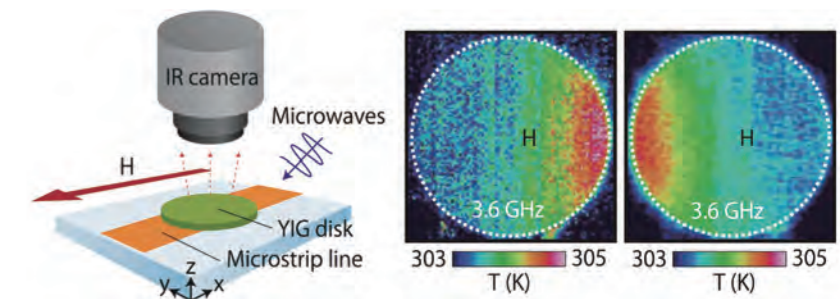 IR camera
Microwaves
H
YIG disk
Microstrip line
z
y
x
H
3.6 GHz
303
305
T (K)
H
3.6 GHz
303
305
T (K)